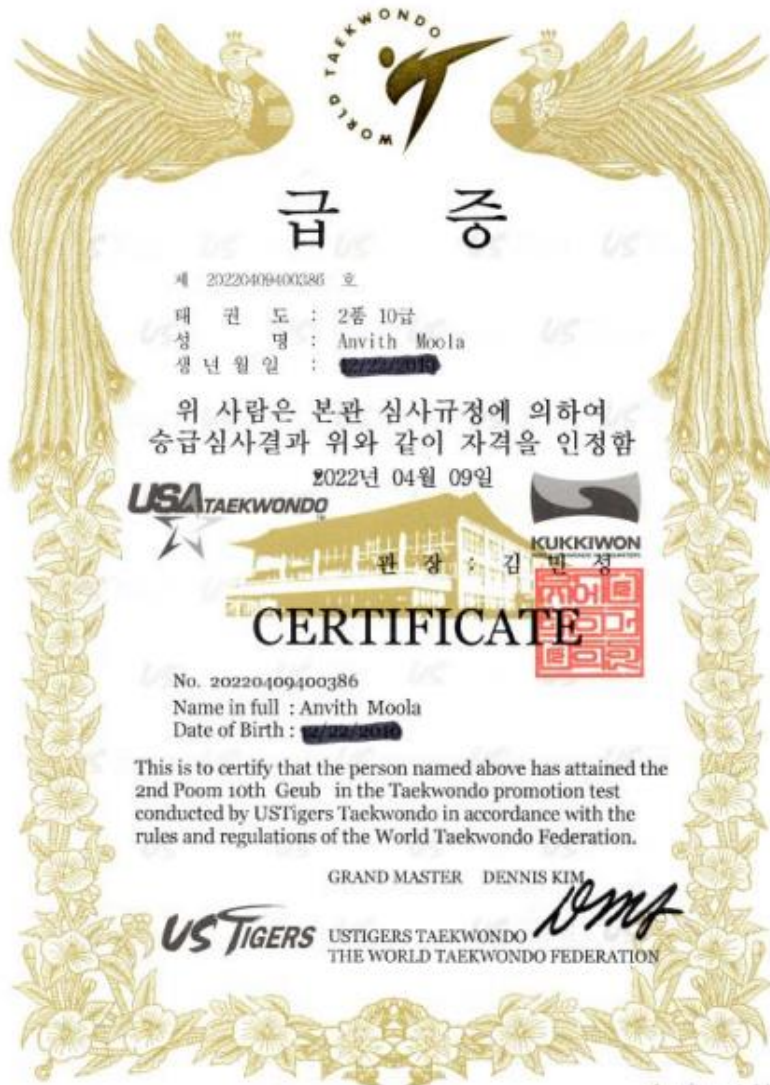 WORLD TAEKWONDO
급 증
제 20220409400386 호
태 권 도 : 2품 10급
성 명 : Anvith Moola
생 년 월 일 :
위 사람은 본관 심사규정에 의하여
승급심사결과 위와 같이 자격을 인정함
2022년 04월 09일
USA TAEKWONDO
KUKKIWON
관 장 : 김 민 성
CERTIFICATE
No. 20220409400386
Name in full : Anvith Moola
Date of Birth :
This is to certify that the person named above has attained the
2nd Poom 10th Geub in the Taekwondo promotion test
conducted by USTigers Taekwondo in accordance with the
rules and regulations of the World Taekwondo Federation.
GRAND MASTER DENNIS KIM
US TIGERS
USTIGERS TAEKWONDO
THE WORLD TAEKWONDO FEDERATION